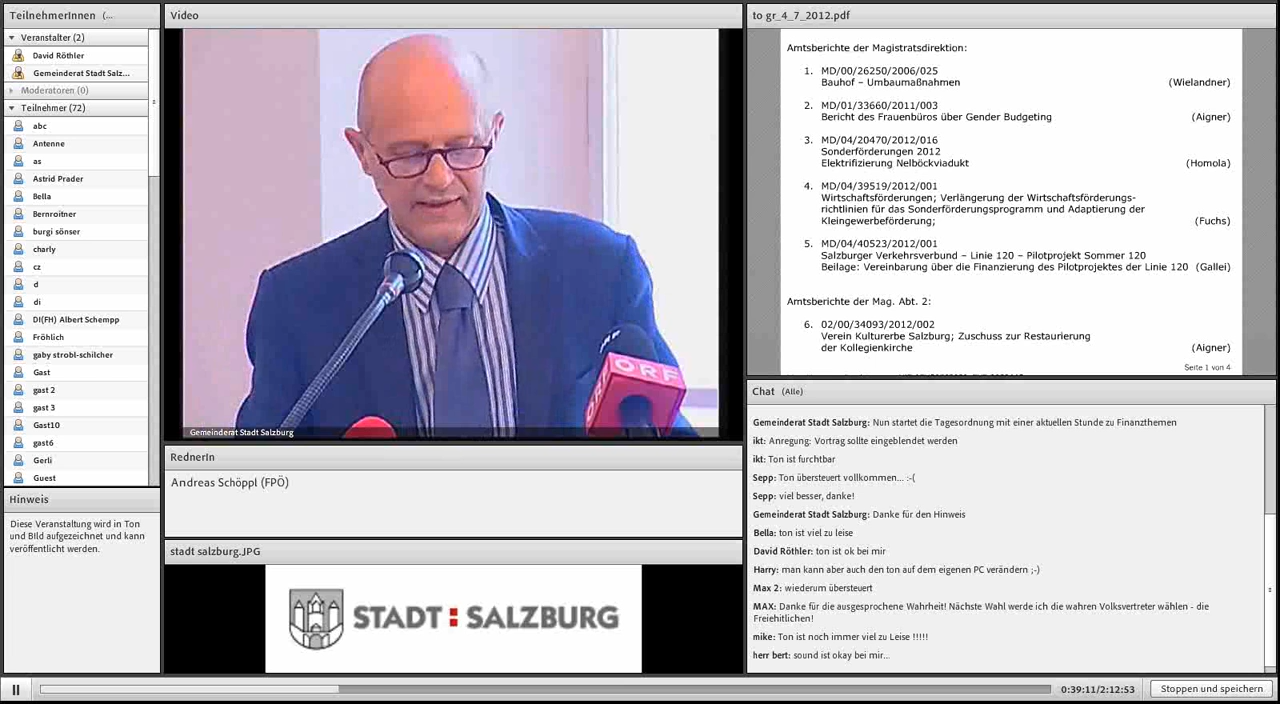 TeilnehmerInnen (...
Veranstalter (2)
David Röthler
Gemeinderat Stadt Salz...
Moderatoren (0)
Teilnehmer (72)
abc
Antenne
as
Astrid Prader
Bella
Bernroitner
burgi sönser
charly
cz
d
di
DI(FH) Albert Schempp
Fröhlich
gaby strobl-schilcher
Gast
gast 2
gast 3
Gast10
gast6
Gerli
Guest
Hinweis
Diese Veranstaltung wird in Ton
und Bild aufgezeichnet und kann
veröffentlicht werden.
Video
ORF
Gemeinderat Stadt Salzburg
RednerIn
Andreas Schöppl (FPÖ)
stadt salzburg.JPG
STADT : SALZBURG
to gr_4_7_2012.pdf
Amtsberichte der Magistratsdirektion:
1. MD/00/26250/2006/025
Bauhof – Umbaumaßnahmen (Wielandner)
2. MD/01/33660/2011/003
Bericht des Frauenbüros über Gender Budgeting (Aigner)
3. MD/04/20470/2012/016
Sonderförderungen 2012
Elektrifizierung Nelböckviadukt (Homola)
4. MD/04/39519/2012/001
Wirtschaftsförderungen; Verlängerung der Wirtschaftsförderungs-
richtlinien für das Sonderförderungsprogramm und Adaptierung der
Kleingewerbeförderung; (Fuchs)
5. MD/04/40523/2012/001
Salzburger Verkehrsverbund – Linie 120 – Pilotprojekt Sommer 120
Beilage: Vereinbarung über die Finanzierung des Pilotprojektes der Linie 120 (Gallei)
Amtsberichte der Mag. Abt. 2:
6. 02/00/34093/2012/002
Verein Kulturerbe Salzburg; Zuschuss zur Restaurierung
der Kollegienkirche (Aigner)
Seite 1 von 4
Chat (Alle)
Gemeinderat Stadt Salzburg: Nun startet die Tagesordnung mit einer aktuellen Stunde zu Finanzthemen
ikt: Anregung: Vortrag sollte eingeblendet werden
ikt: Ton ist furchtbar
Sepp: Ton übersteuert vollkommen... :-(
Sepp: viel besser, danke!
Gemeinderat Stadt Salzburg: Danke für den Hinweis
Bella: ton ist viel zu leise
David Röthler: ton ist ok bei mir
Harry: man kann aber auch den ton auf dem eigenen PC verändern ;-)
Max 2: wiederum übersteuert
MAX: Danke für die ausgesprochene Wahrheit! Nächste Wahl werde ich die wahren Volksvertreter wählen - die
Freiehitlichen!
mike: Ton ist noch immer viel zu Leise !!!!!
herr bert: sound ist okay bei mir...
0:39:11/2:12:53
Stoppen und speichern